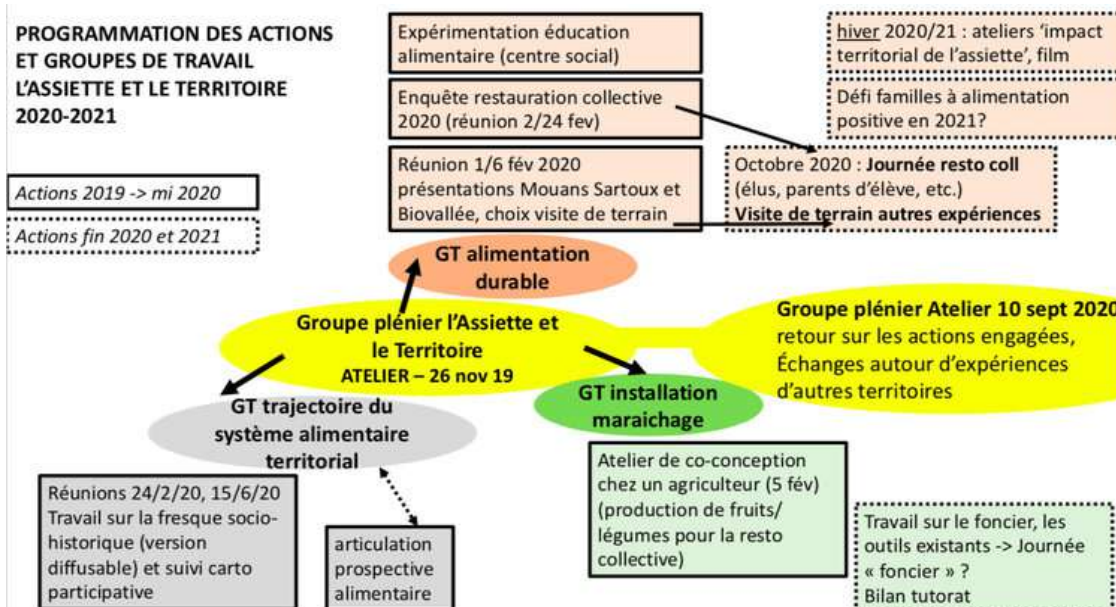 PROGRAMMATION DES ACTIONS
ET GROUPES DE TRAVAIL
L'ASSIETTE ET LE TERRITOIRE
2020-2021
Actions 2019 -> mi 2020
Actions fin 2020 et 2021
Expérimentation éducation
alimentaire (centre social)
Enquête restauration collective
2020 (réunion 2/24 fev)
Réunion 1/6 fév 2020
présentations Mouans Sartoux et
Biovallée, choix visite de terrain
hiver 2020/21 : ateliers 'impact
territorial de l'assiette', film
Défi familles à alimentation
positive en 2021?
Octobre 2020 : Journée resto coll
(élus, parents d'élève, etc.)
Visite de terrain autres expériences
GT alimentation
durable
Groupe plénier l'Assiette et
le Territoire
ATELIER – 26 nov 19
Groupe plénier Atelier 10 sept 2020
retour sur les actions engagées,
Échanges autour d'expériences
d'autres territoires
GT trajectoire du
système alimentaire
territorial
GT installation
maraichage
Réunions 24/2/20, 15/6/20
Travail sur la fresque socio-
historique (version
diffusable) et suivi carto
participative
articulation
prospective
alimentaire
Atelier de co-conception
chez un agriculteur (5 fév)
(production de fruits/
légumes pour la resto
collective)
Travail sur le foncier, les
outils existants -> Journée
« foncier » ?
Bilan tutorat